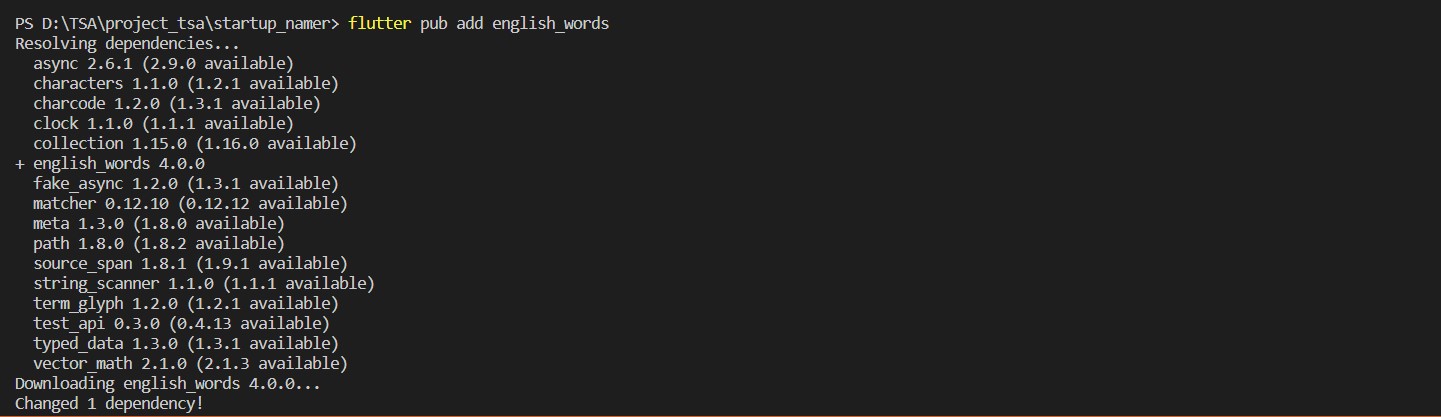 PS D:\TSA\project_tsa\startup_namer> flutter pub add english_words
Resolving dependencies...
  async 2.6.1 (2.9.0 available)
  characters 1.1.0 (1.2.1 available)
  charcode 1.2.0 (1.3.1 available)
  clock 1.1.0 (1.1.1 available)
  collection 1.15.0 (1.16.0 available)
+ english_words 4.0.0
  fake_async 1.2.0 (1.3.1 available)
  matcher 0.12.10 (0.12.12 available)
  meta 1.3.0 (1.8.0 available)
  path 1.8.0 (1.8.2 available)
  source_span 1.8.1 (1.9.1 available)
  string_scanner 1.1.0 (1.1.1 available)
  term_glyph 1.2.0 (1.2.1 available)
  test_api 0.3.0 (0.4.13 available)
  typed_data 1.3.0 (1.3.1 available)
  vector_math 2.1.0 (2.1.3 available)
Downloading english_words 4.0.0...
Changed 1 dependency!